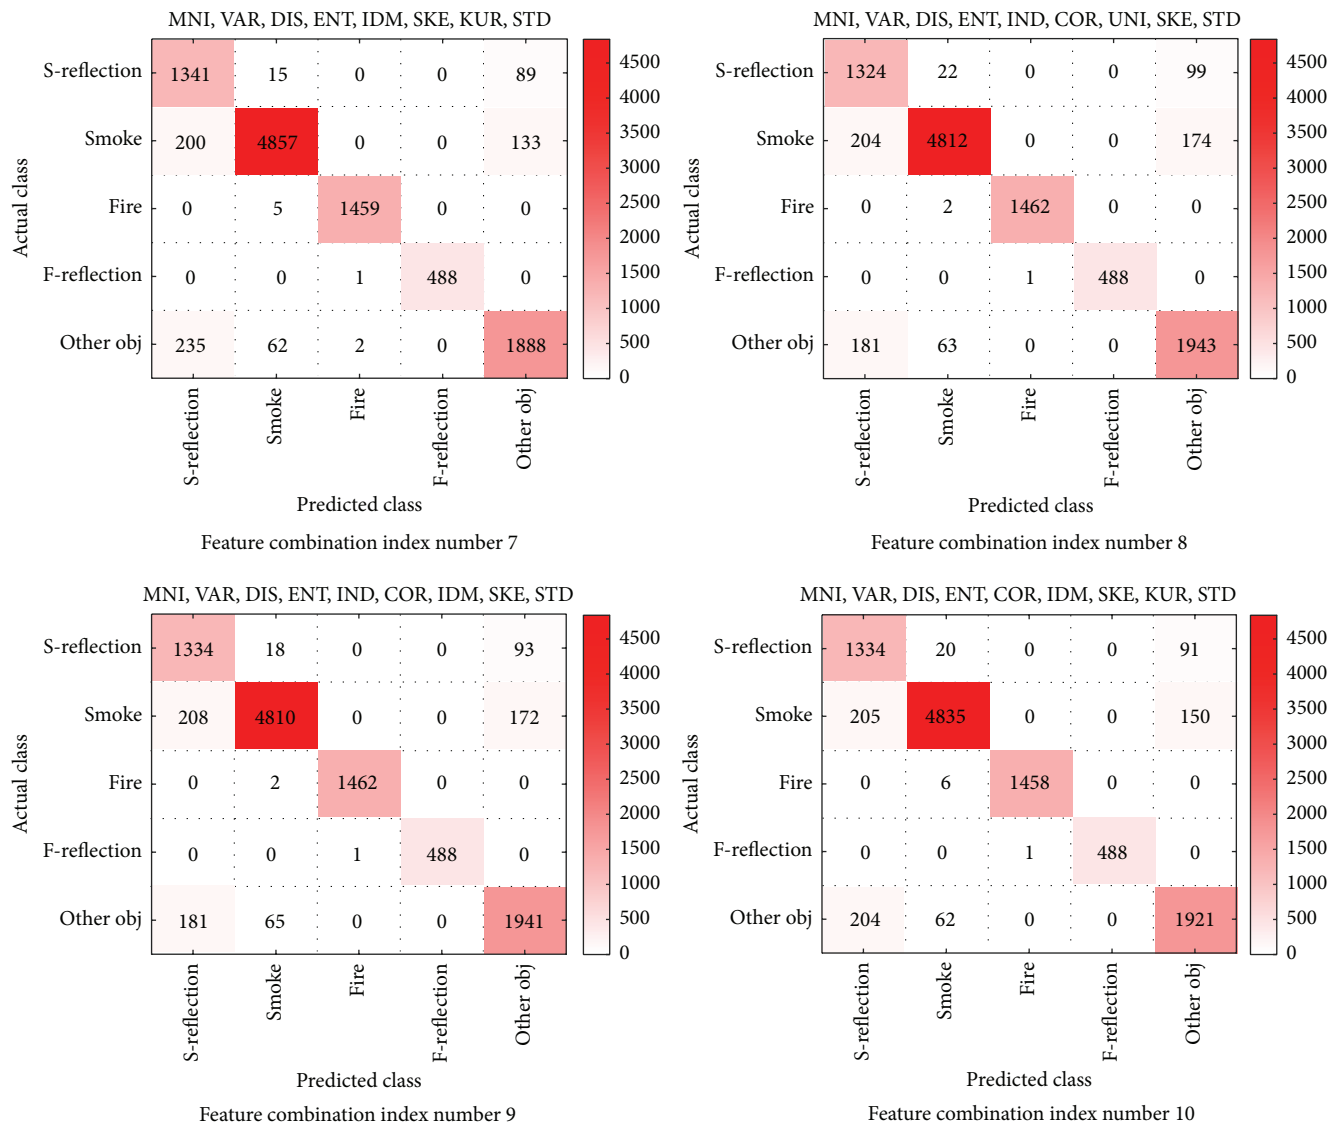 MNI, VAR, DIS, ENT, IDM, SKE, KUR, STD
Actual class
S-reflection 1341 15 0 0 89
Smoke 200 4857 0 0 133
Fire 0 5 1459 0 0
F-reflection 0 0 1 488 0
Other obj 235 62 2 0 1888
S-reflection
Smoke
Fire
F-reflection
Other obj
Predicted class
4500
4000
3500
3000
2500
2000
1500
1000
500
0
Feature combination index number 7
MNI, VAR, DIS, ENT, IND, COR, UNI, SKE, STD
Actual class
S-reflection 1324 22 0 0 99
Smoke 204 4812 0 0 174
Fire 0 2 1462 0 0
F-reflection 0 0 1 488 0
Other obj 181 63 0 0 1943
S-reflection
Smoke
Fire
F-reflection
Other obj
Predicted class
4500
4000
3500
3000
2500
2000
1500
1000
500
0
Feature combination index number 8
MNI, VAR, DIS, ENT, IND, COR, IDM, SKE, STD
Actual class
S-reflection 1334 18 0 0 93
Smoke 208 4810 0 0 172
Fire 0 2 1462 0 0
F-reflection 0 0 1 488 0
Other obj 181 65 0 0 1941
S-reflection
Smoke
Fire
F-reflection
Other obj
Predicted class
4500
4000
3500
3000
2500
2000
1500
1000
500
0
Feature combination index number 9
MNI, VAR, DIS, ENT, COR, IDM, SKE, KUR, STD
Actual class
S-reflection 1334 20 0 0 91
Smoke 205 4835 0 0 150
Fire 0 6 1458 0 0
F-reflection 0 0 1 488 0
Other obj 204 62 0 0 1921
S-reflection
Smoke
Fire
F-reflection
Other obj
Predicted class
4500
4000
3500
3000
2500
2000
1500
1000
500
0
Feature combination index number 10